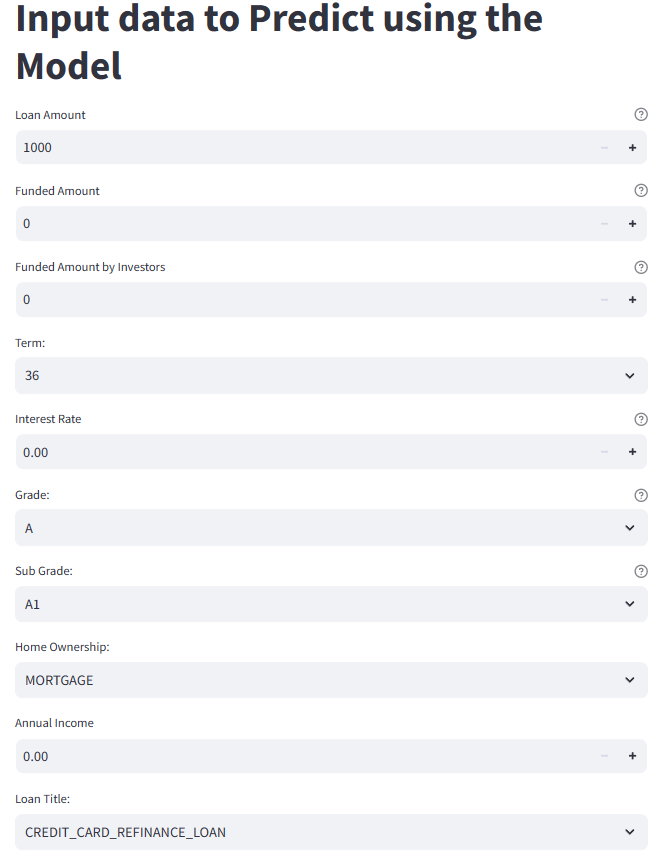 Input data to Predict using the
Model
Loan Amount
1000
Funded Amount
0
Funded Amount by Investors
0
Term:
36
Interest Rate
0.00
Grade:
A
Sub Grade:
A1
Home Ownership:
MORTGAGE
Annual Income
0.00
Loan Title:
CREDIT_CARD_REFINANCE_LOAN